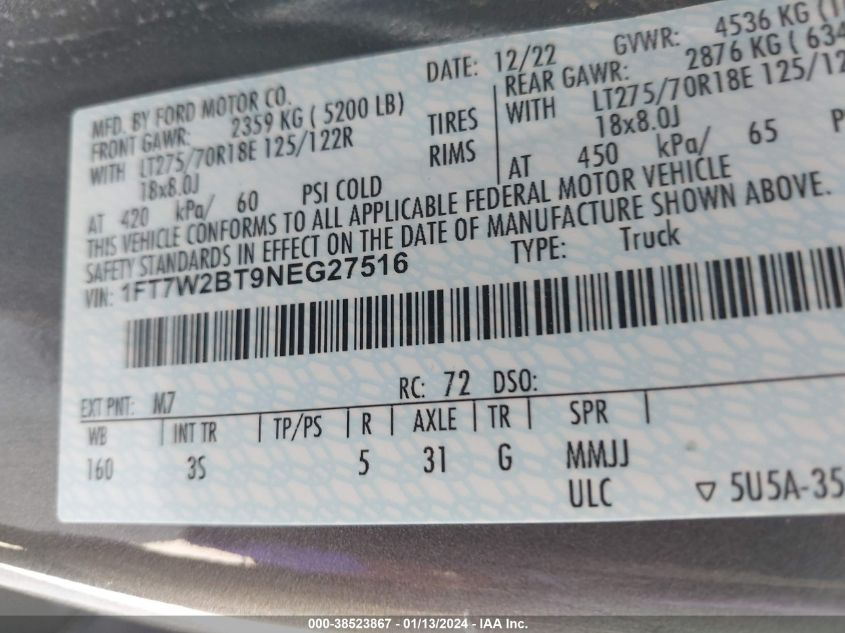 MFD. BY FORD MOTOR CO. DATE: 12/22 GVWR: 4536 KG
FRONT GAWR: 2359 KG ( 5200 LB) REAR GAWR: 2876 KG ( 634
WITH LT275/70R18E 125/122R TIRES WITH LT275/70R18E 125/12
18x8.0J RIMS 18x8.0J
AT 420 kPa/ 60 PSI COLD AT 450 kPa/ 65 P
THIS VEHICLE CONFORMS TO ALL APPLICABLE FEDERAL MOTOR VEHICLE
SAFETY STANDARDS IN EFFECT ON THE DATE OF MANUFACTURE SHOWN ABOVE.
VIN: 1FT7W2BT9NEG27516 TYPE: Truck
EXT PNT: M7 RC: 72 DSO:
WB | INT TR | TP/PS | R | AXLE | TR | SPR |
160 3S 5 31 G MMJJ
ULC ▽ 5U5A-35
000-38523867 - 01/13/2024 - IAA Inc.